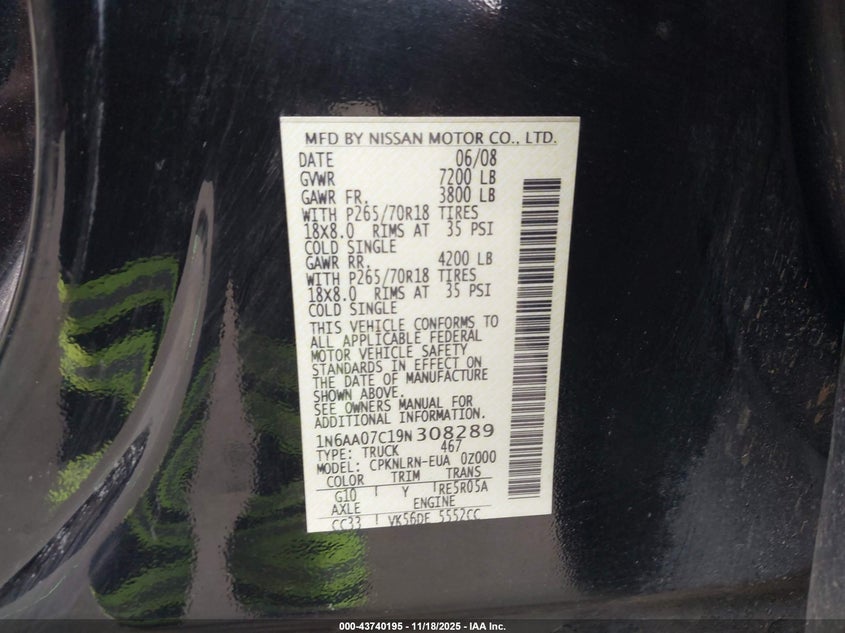 MFD BY NISSAN MOTOR CO., LTD.
DATE 06/08
GVWR 7200 LB
GAWR FR. 3800 LB
WITH P265/70R18 TIRES
18X8.0 RIMS AT 35 PSI
COLD SINGLE
GAWR RR. 4200 LB
WITH P265/70R18 TIRES
18X8.0 RIMS AT 35 PSI
COLD SINGLE
THIS VEHICLE CONFORMS TO
ALL APPLICABLE FEDERAL
MOTOR VEHICLE SAFETY
STANDARDS IN EFFECT ON
THE DATE OF MANUFACTURE
SHOWN ABOVE.
SEE OWNERS MANUAL FOR
ADDITIONAL INFORMATION.
1N6AA07C19N308289
TYPE: TRUCK 467
MODEL: CPKNLRN-EUA 0Z000
COLOR TRIM TRANS
G10 Y RE5R05A
AXLE ENGINE
CC33 VK56DE 5552CC
000-43740195 - 11/18/2025 - IAA Inc.